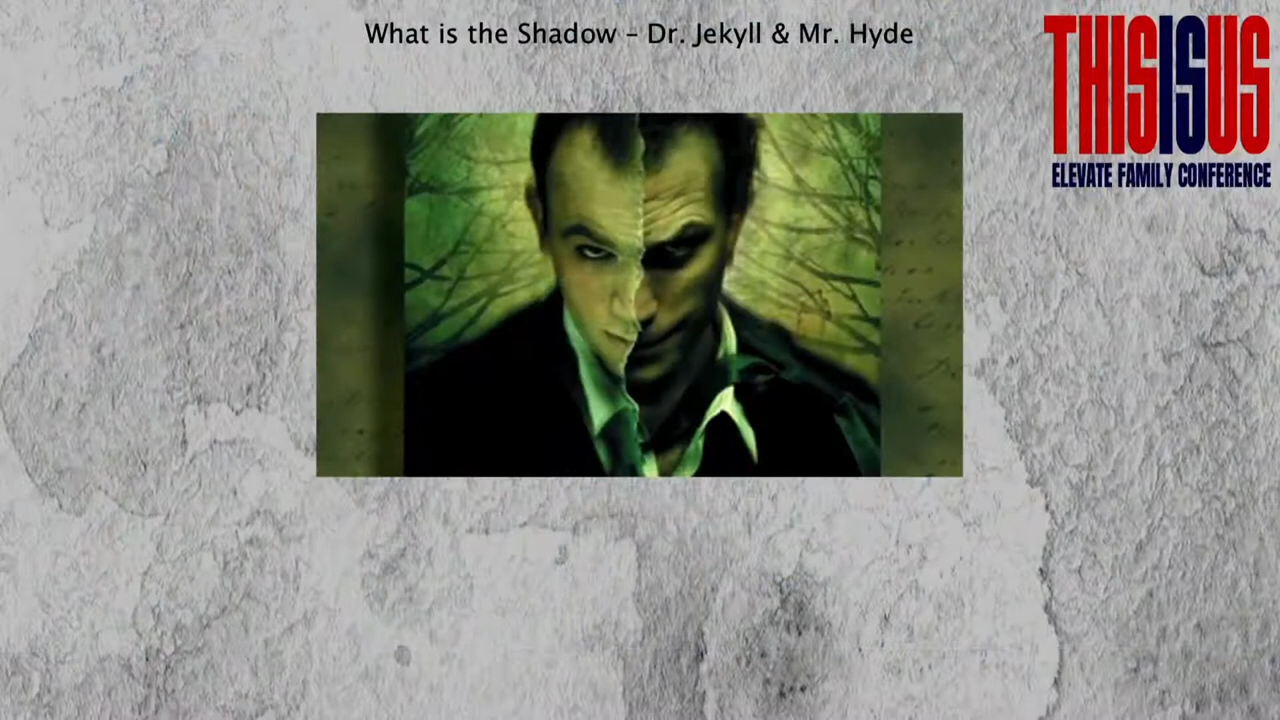 What is the Shadow – Dr. Jekyll & Mr. Hyde
THISISUS
ELEVATE FAMILY CONFERENCE